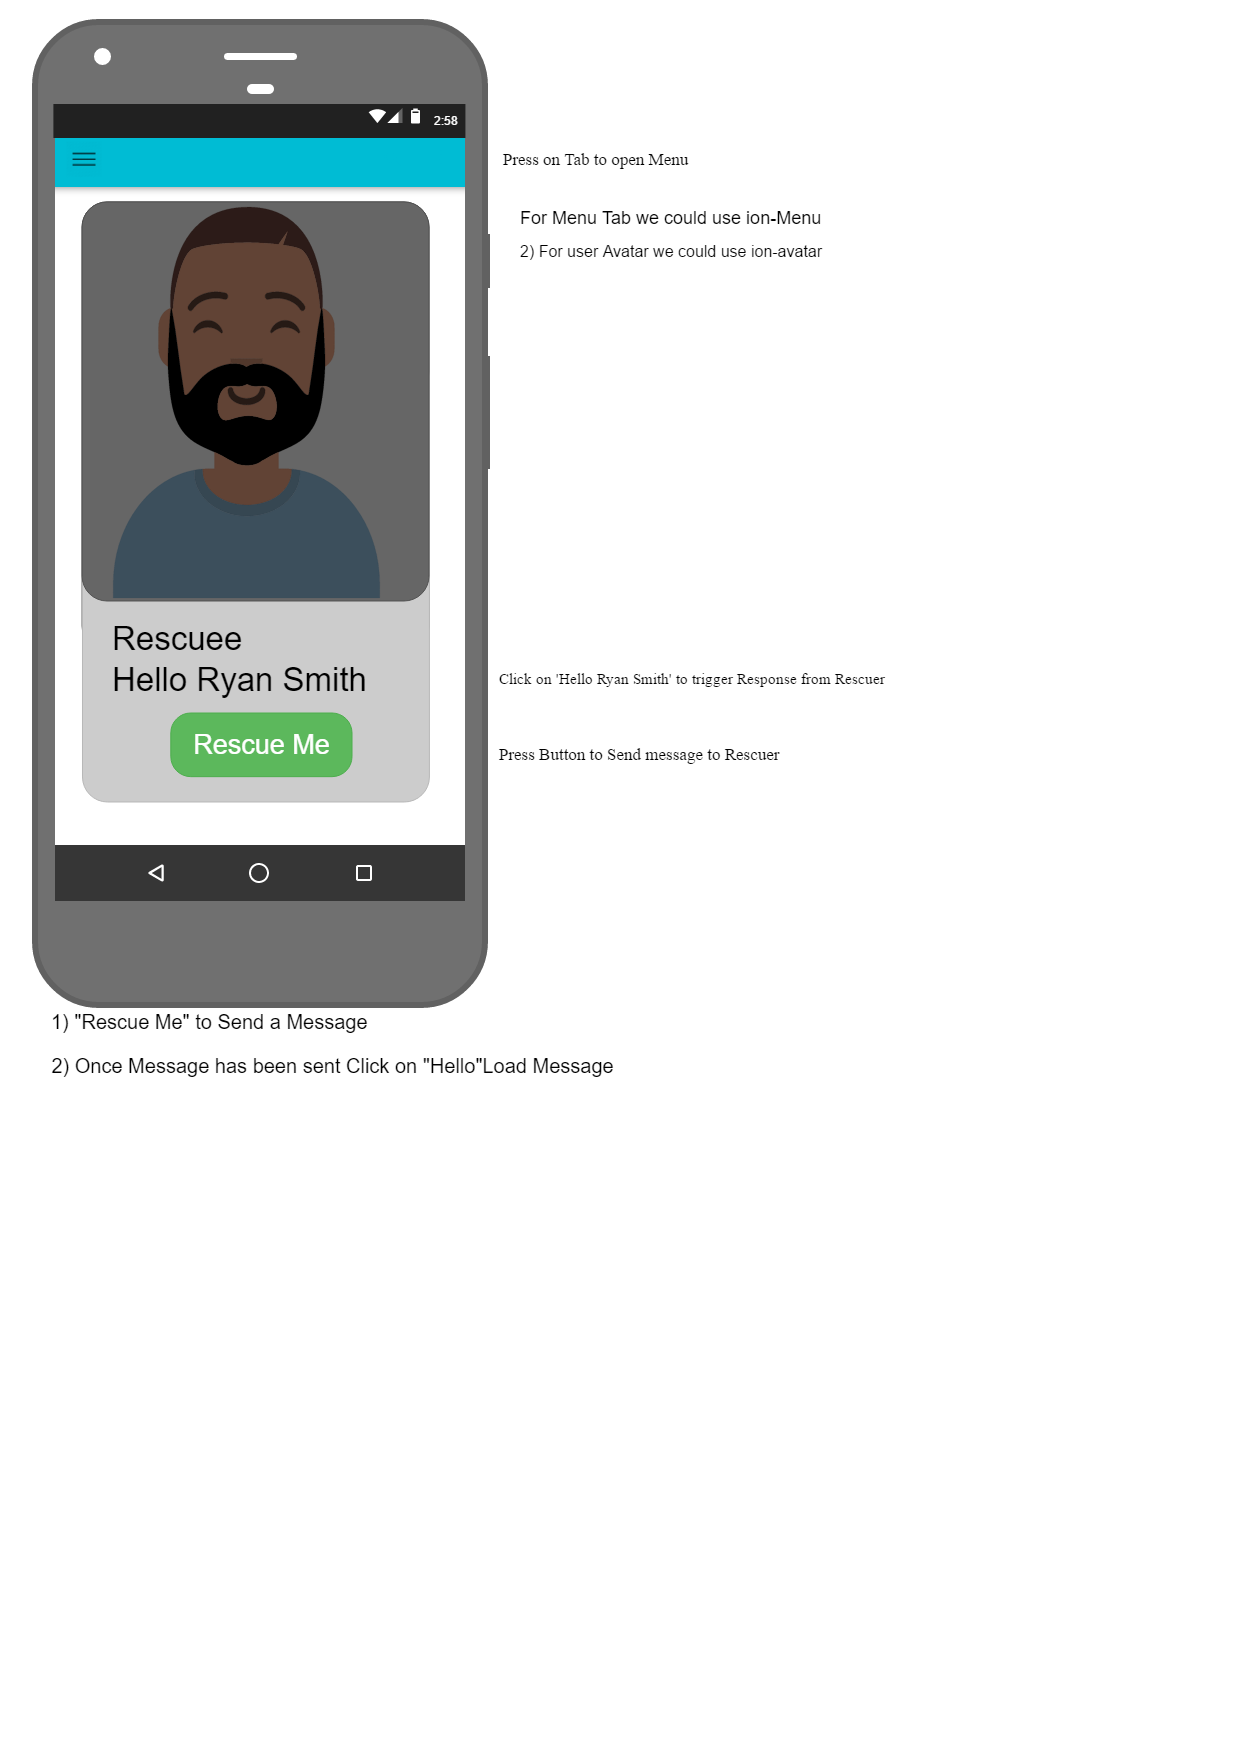 2:58
Press on Tab to open Menu
For Menu Tab we could use ion-Menu
2) For user Avatar we could use ion-avatar
Rescuee
Hello Ryan Smith
Click on 'Hello Ryan Smith' to trigger Response from Rescuer
Rescue Me
Press Button to Send message to Rescuer
1) "Rescue Me" to Send a Message
2) Once Message has been sent Click on "Hello"Load Message